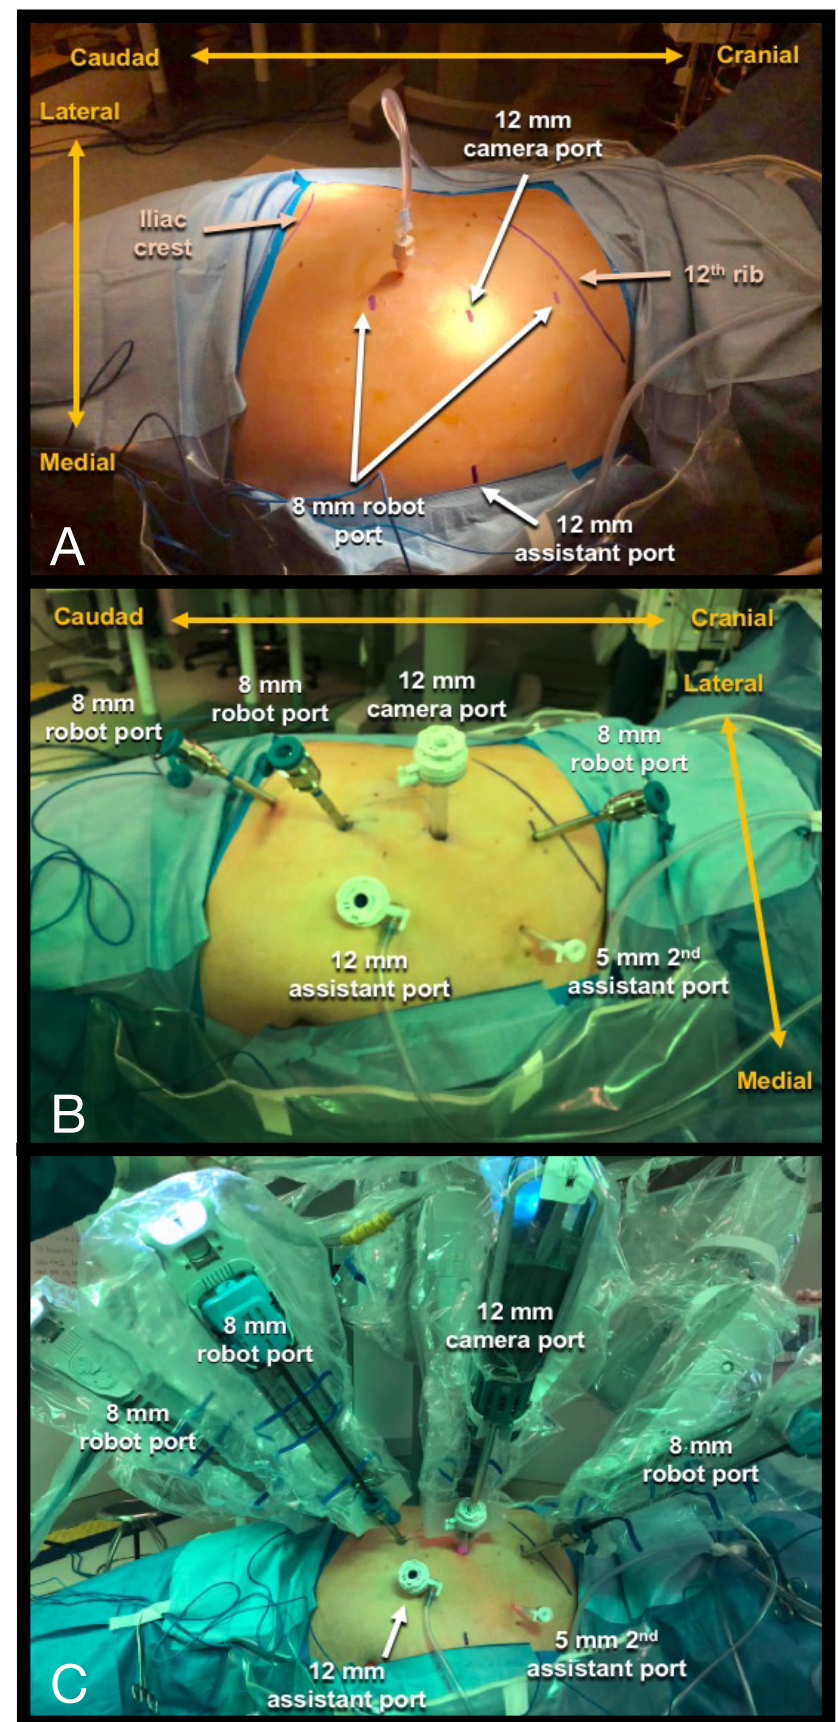 Caudad
Cranial
Lateral
12 mm
camera port
Iliac
crest
12th rib
Medial
8 mm robot
port
12 mm
assistant port
A
Caudad
Cranial
8 mm
robot port
8 mm
robot port
12 mm
camera port
Lateral
8 mm
robot port
12 mm
assistant port
5 mm 2nd
assistant port
Medial
B
8 mm
robot port
12 mm
camera port
8 mm
robot port
8 mm
robot port
5 mm 2nd
assistant port
12 mm
assistant port
C